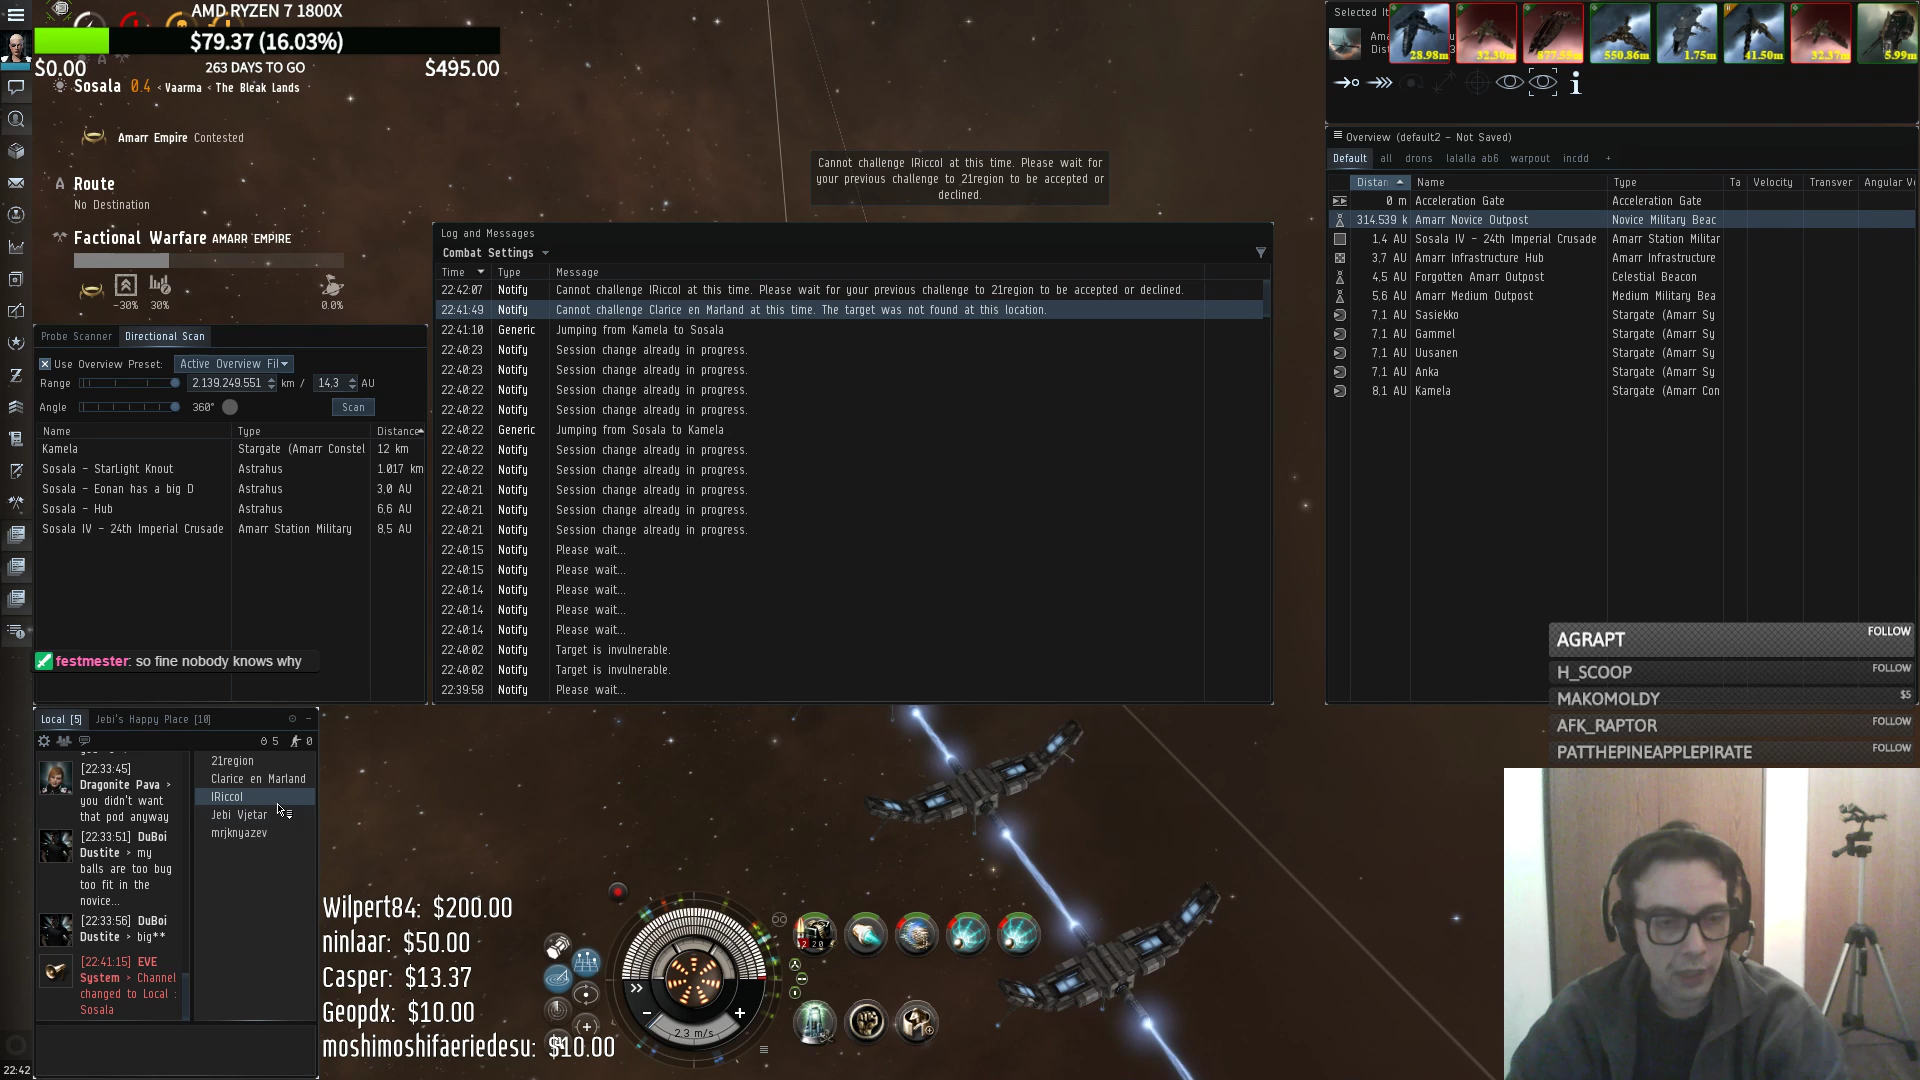 AMD RYZEN 7 1800X
$79.37 (16.03%)
$0.00
263 DAYS TO GO
$495.00
Sosala 0.4 < Vaarma < The Bleak Lands
Amarr Empire Contested
Route
No Destination
Factional Warfare AMARR EMPIRE
-30%
30%
0.0%
Probe Scanner
Directional Scan
Use Overview Preset:
Active Overview Fil
Range
2.139.249.551
km /
14,3
AU
Angle
360°
Scan
Name
Type
Distance
Kamela
Stargate (Amarr Constel
12 km
Sosala - StarLight Knout
Astrahus
1.017 km
Sosala - Eonan has a big D
Astrahus
3,0 AU
Sosala - Hub
Astrahus
6,6 AU
Sosala IV - 24th Imperial Crusade
Amarr Station Military
8,5 AU
festmester: so fine nobody knows why
Cannot challenge IRiccol at this time. Please wait for
your previous challenge to 21region to be accepted or
declined.
Log and Messages
Combat Settings
Time
Type
Message
22:42:07 Notify Cannot challenge IRiccol at this time. Please wait for your previous challenge to 21region to be accepted or declined.
22:41:49 Notify Cannot challenge Clarice en Marland at this time. The target was not found at this location.
22:41:10 Generic Jumping from Kamela to Sosala
22:40:23 Notify Session change already in progress.
22:40:23 Notify Session change already in progress.
22:40:22 Notify Session change already in progress.
22:40:22 Notify Session change already in progress.
22:40:22 Generic Jumping from Sosala to Kamela
22:40:22 Notify Session change already in progress.
22:40:22 Notify Session change already in progress.
22:40:21 Notify Session change already in progress.
22:40:21 Notify Session change already in progress.
22:40:21 Notify Session change already in progress.
22:40:15 Notify Please wait...
22:40:15 Notify Please wait...
22:40:14 Notify Please wait...
22:40:14 Notify Please wait...
22:40:14 Notify Please wait...
22:40:02 Notify Target is invulnerable.
22:40:02 Notify Target is invulnerable.
22:39:58 Notify Please wait...
Selected It
28.98m
32.30m
877.55m
550.86m
1.75m
41.50m
32.37m
5.99m
Overview (default2 - Not Saved)
Default
all
drons
lalalla ab6
warpout
incdd
+
Distan
Name
Type
Ta
Velocity
Transver
Angular V
0 m Acceleration Gate Acceleration Gate
314.539 k Amarr Novice Outpost Novice Military Beac
1,4 AU Sosala IV - 24th Imperial Crusade Amarr Station Militar
3,7 AU Amarr Infrastructure Hub Amarr Infrastructure
4,5 AU Forgotten Amarr Outpost Celestial Beacon
5,6 AU Amarr Medium Outpost Medium Military Bea
7,1 AU Sasiekko Stargate (Amarr Sy
7,1 AU Gammel Stargate (Amarr Sy
7,1 AU Uusanen Stargate (Amarr Sy
7,1 AU Anka Stargate (Amarr Sy
8,1 AU Kamela Stargate (Amarr Con
AGRAPT FOLLOW
H_SCOOP FOLLOW
MAKOMOLDY $5
AFK_RAPTOR FOLLOW
PATTHEPINEAPPLEPIRATE FOLLOW
Local [5]
Jebi's Happy Place [10]
5
0
[22:33:45]
Dragonite Pava >
you didn't want
that pod anyway
[22:33:51] DuBoi
Dustite > my
balls are too bug
too fit in the
novice...
[22:33:56] DuBoi
Dustite > big**
[22:41:15] EVE
System > Channel
changed to Local :
Sosala
21region
Clarice en Marland
IRiccol
Jebi Vjetar
mrjknyazev
22:42
Wilpert84: $200.00
ninlaar: $50.00
Casper: $13.37
Geopdx: $10.00
moshimoshifaeriedesu: $10.00
2,3 m/s